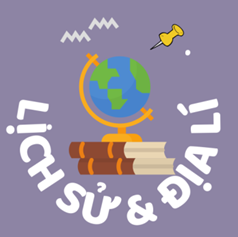 LỊCH SỬ & ĐỊA LÍ